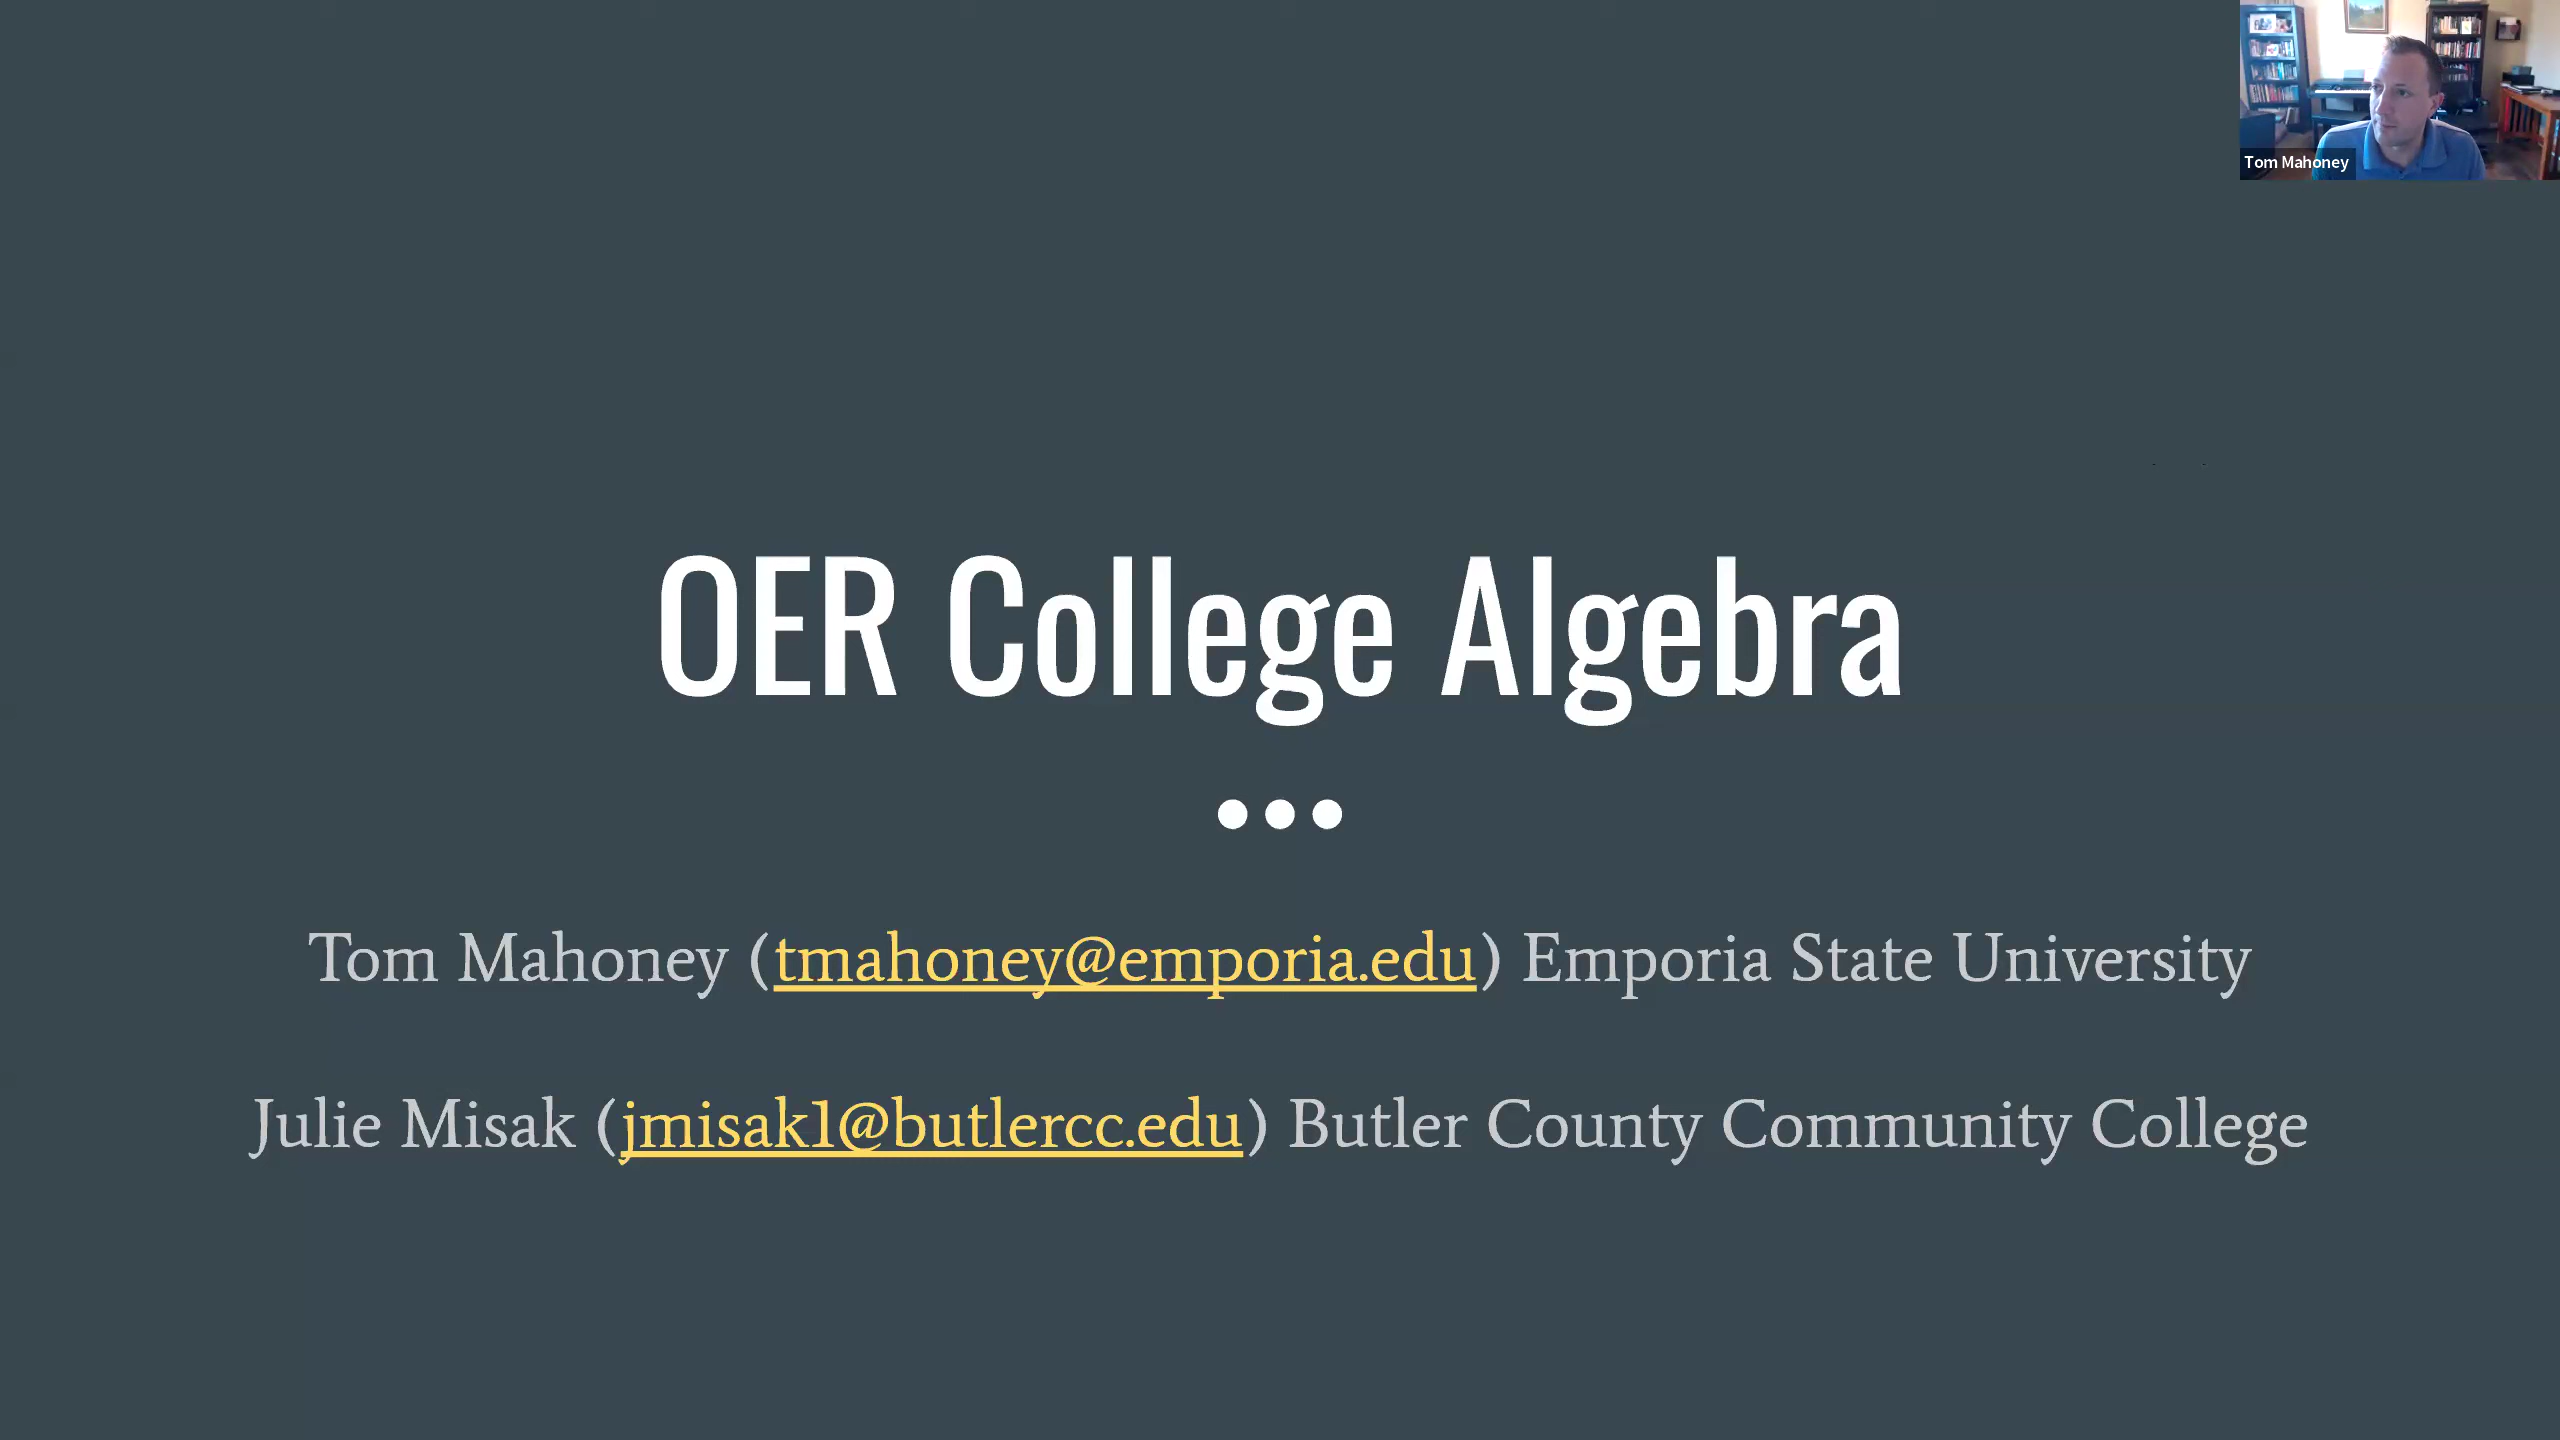 Tom Mahoney
OER College Algebra
Tom Mahoney (tmahoney@emporia.edu) Emporia State University
Julie Misak (jmisak1@butlercc.edu) Butler County Community College